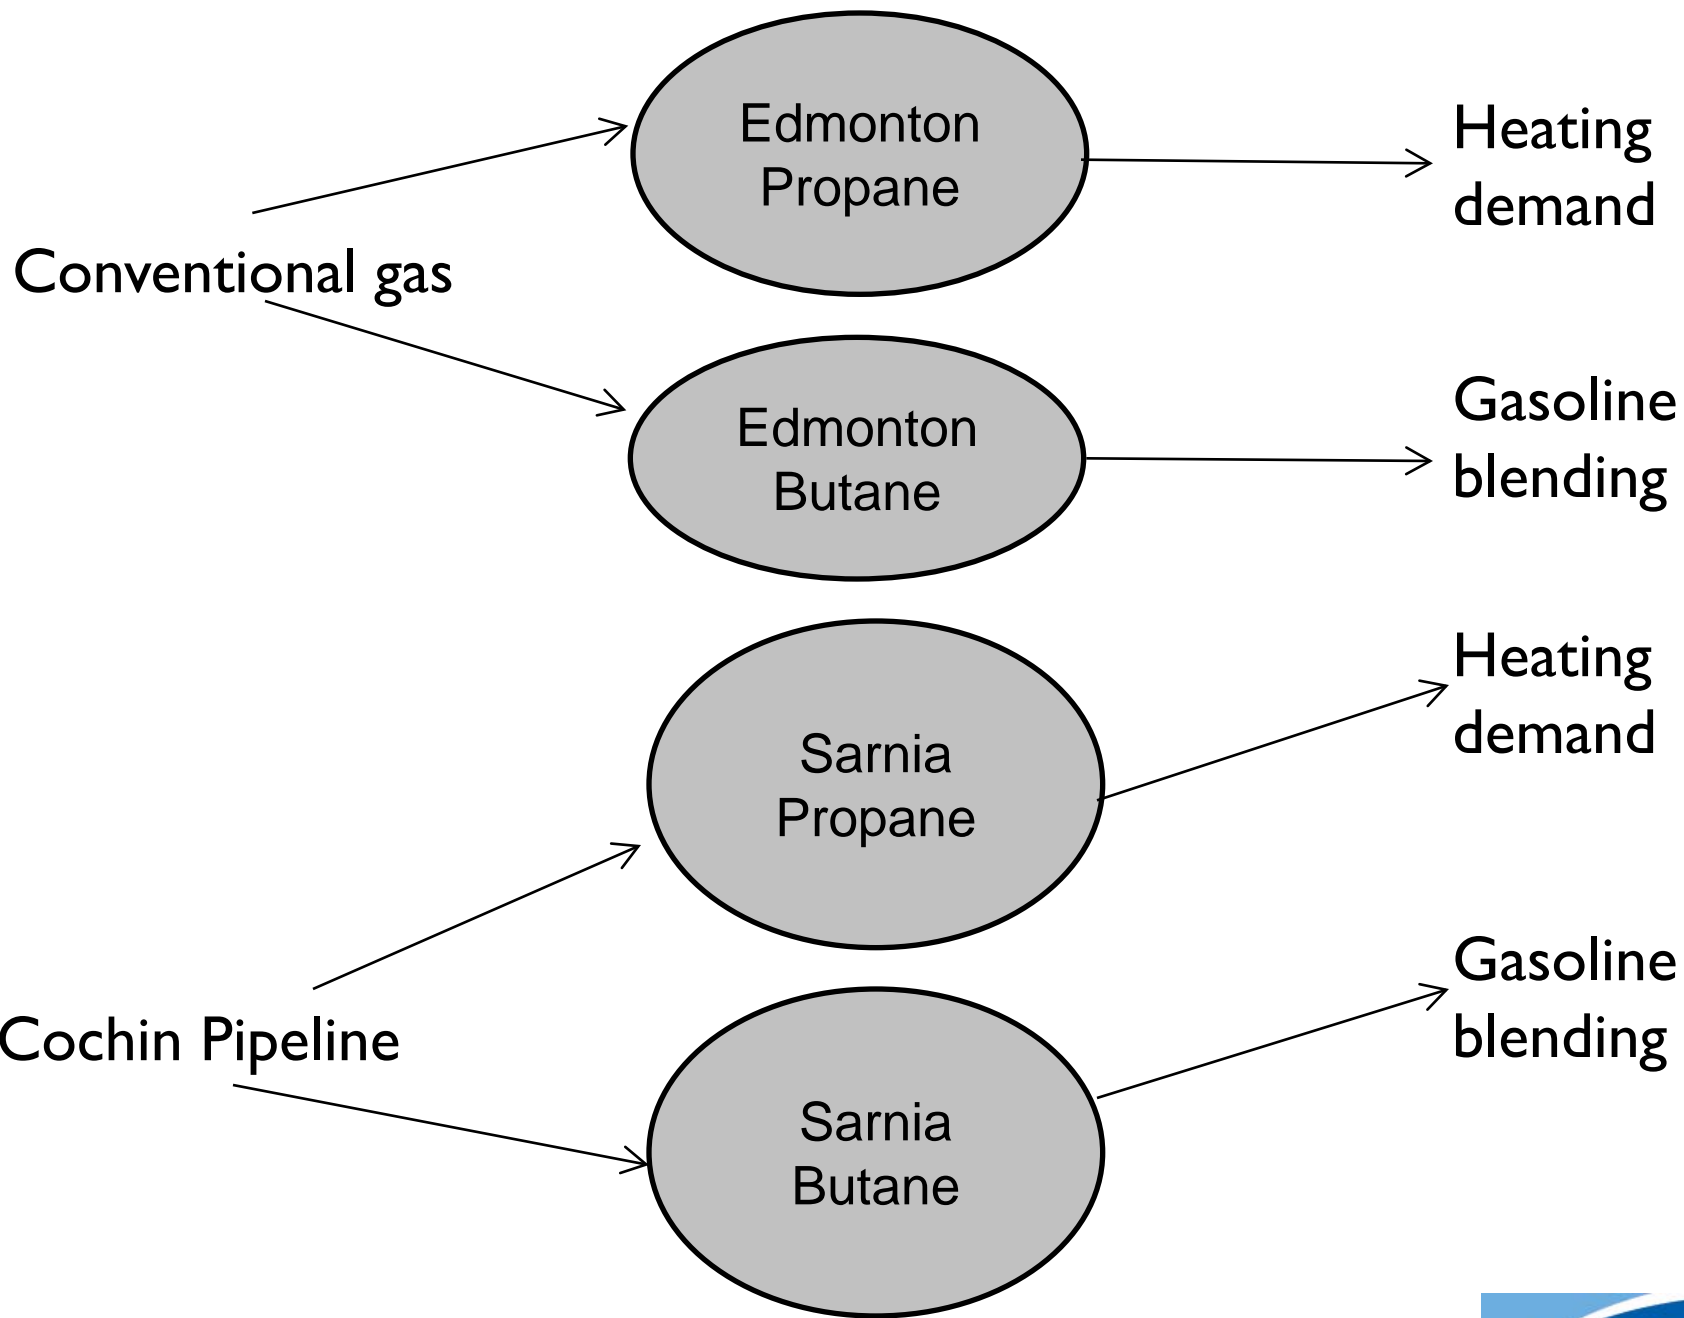 Edmonton
Propane
Heating
demand
Conventional gas
Edmonton
Butane
Gasoline
blending
Sarnia
Propane
Heating
demand
Cochin Pipeline
Sarnia
Butane
Gasoline
blending